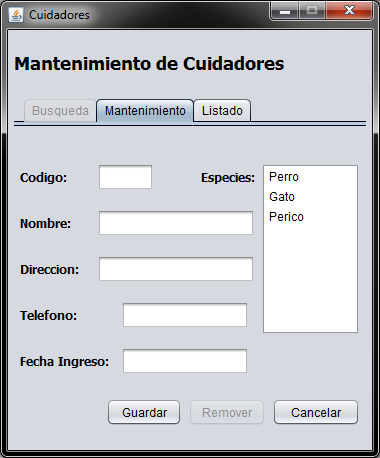 Cuidadores
Mantenimiento de Cuidadores
Busqueda Mantenimiento Listado
Codigo:
Especies:
Perro
Gato
Perico
Nombre:
Direccion:
Telefono:
Fecha Ingreso:
Guardar Remover Cancelar